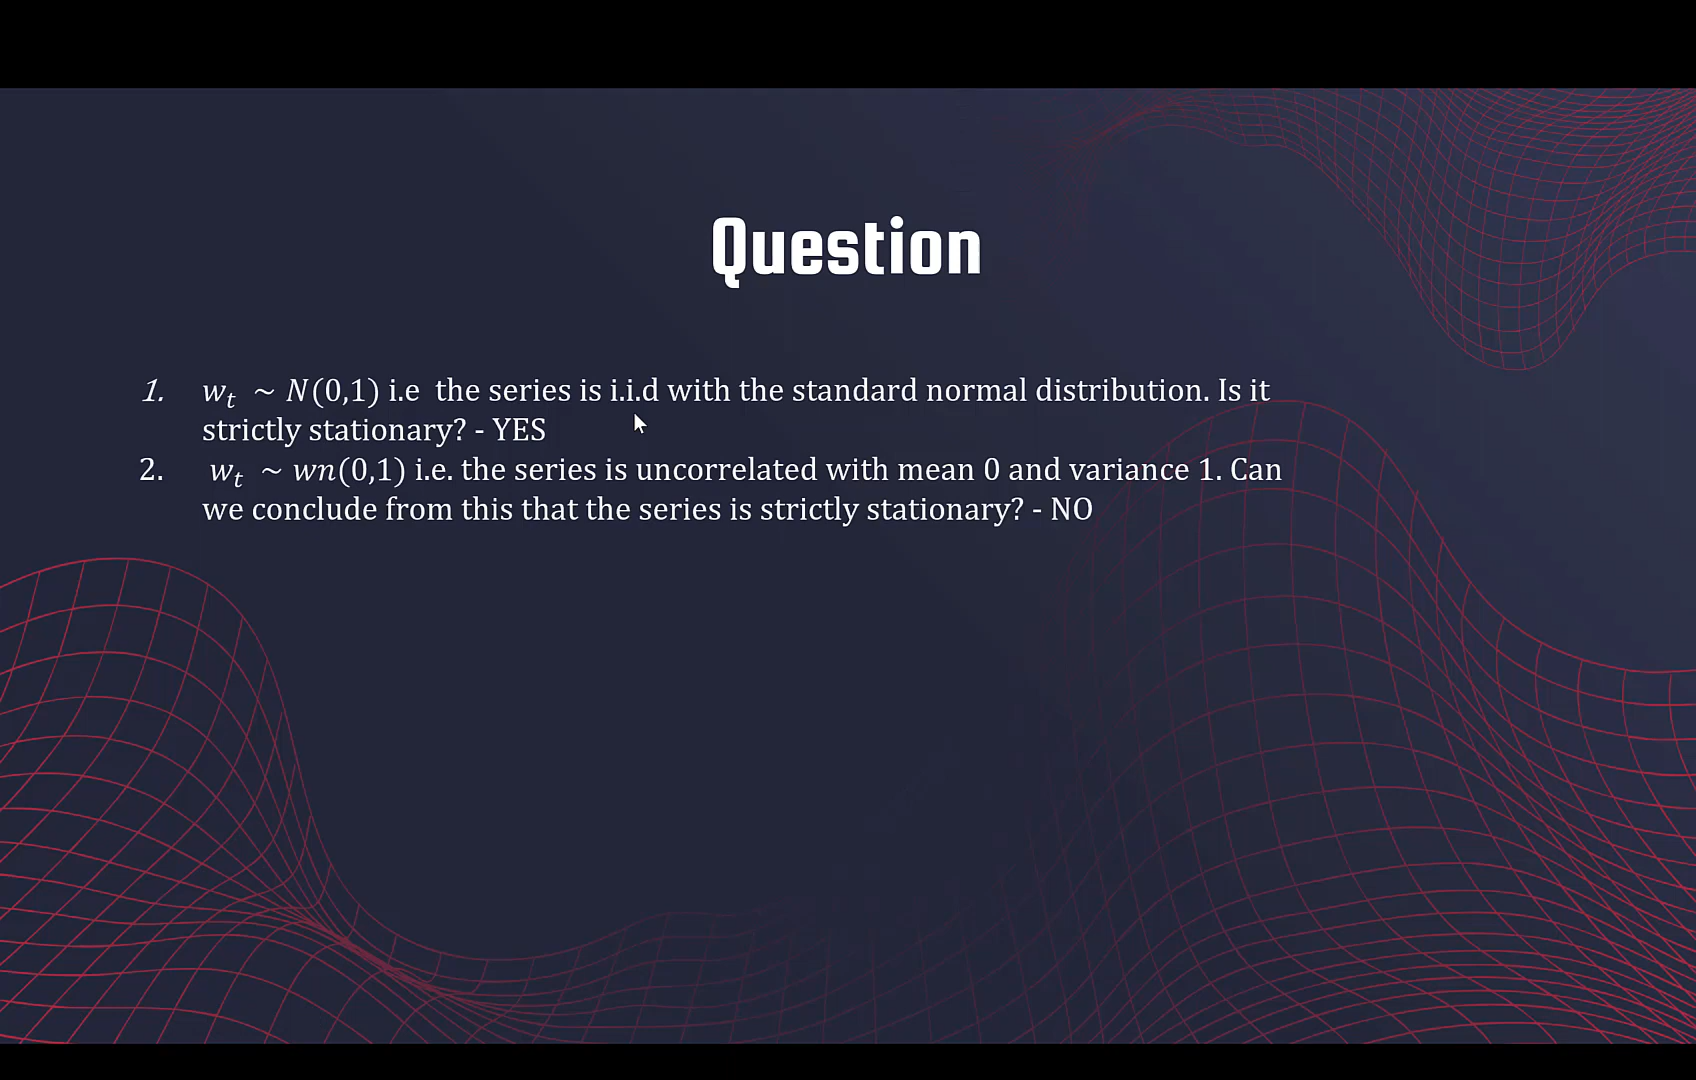 Question
1. wₜ ~ N(0,1) i.e the series is i.i.d with the standard normal distribution. Is it
strictly stationary? - YES
2. wₜ ~ wn(0,1) i.e. the series is uncorrelated with mean 0 and variance 1. Can
we conclude from this that the series is strictly stationary? - NO